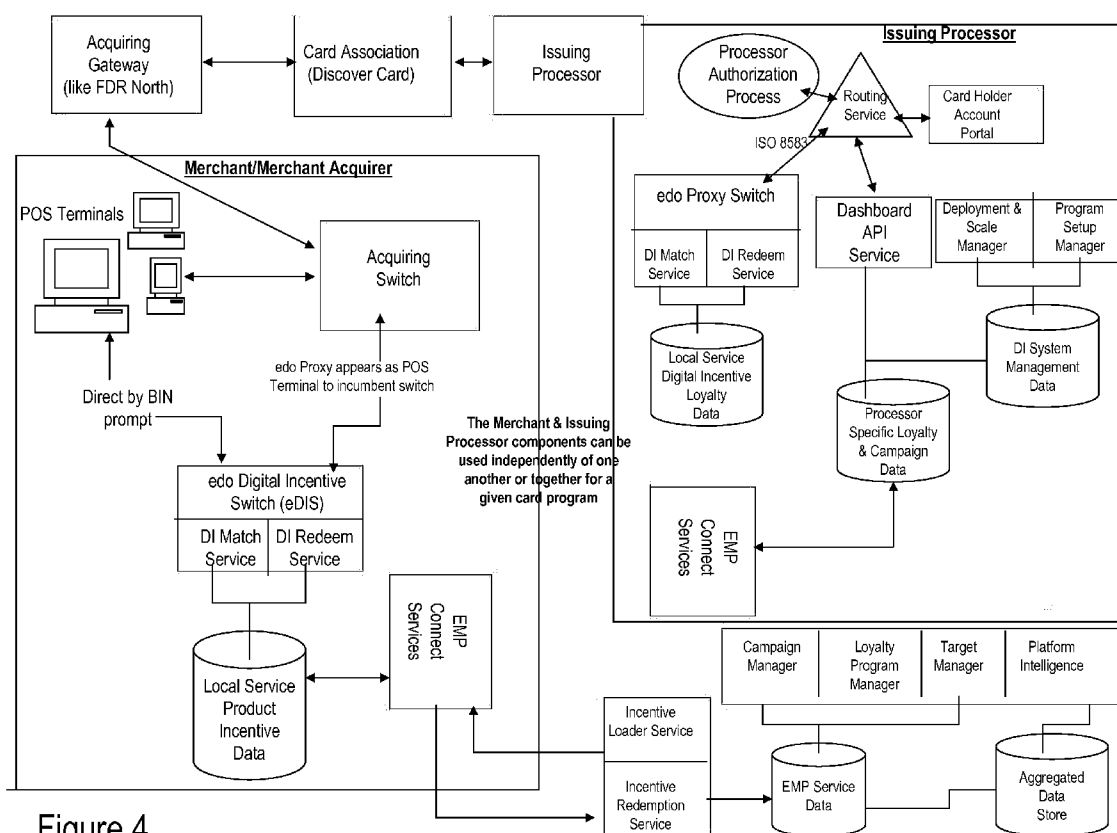 Acquiring
Gateway
(like FDR North)
Card Association
(Discover Card)
Issuing
Processor
Issuing Processor
Processor
Authorization
Process
Routing
Service
Card Holder
Account
Portal
ISO 8583
Merchant/Merchant Acquirer
POS Terminals
Acquiring
Switch
edo Proxy Switch
DI Match
Service
DI Redeem
Service
Dashboard
API
Service
Deployment &
Scale
Manager
Program
Setup
Manager
Local Service
Digital Incentive
Loyalty
Data
DI System
Management
Data
Processor
Specific Loyalty
& Campaign
Data
edo Proxy appears as POS
Terminal to incumbent switch
Direct by BIN
prompt
The Merchant & Issuing
Processor components can be
used independently of one
another or together for a
given card program
edo Digital Incentive
Switch (eDIS)
DI Match
Service
DI Redeem
Service
EMP
Connect
Services
EMP
Connect
Services
Local Service
Product
Incentive
Data
Campaign
Manager
Loyalty
Program
Manager
Target
Manager
Platform
Intelligence
Incentive
Loader Service
Incentive
Redemption
Service
EMP Service
Data
Aggregated
Data
Store
Figure 4